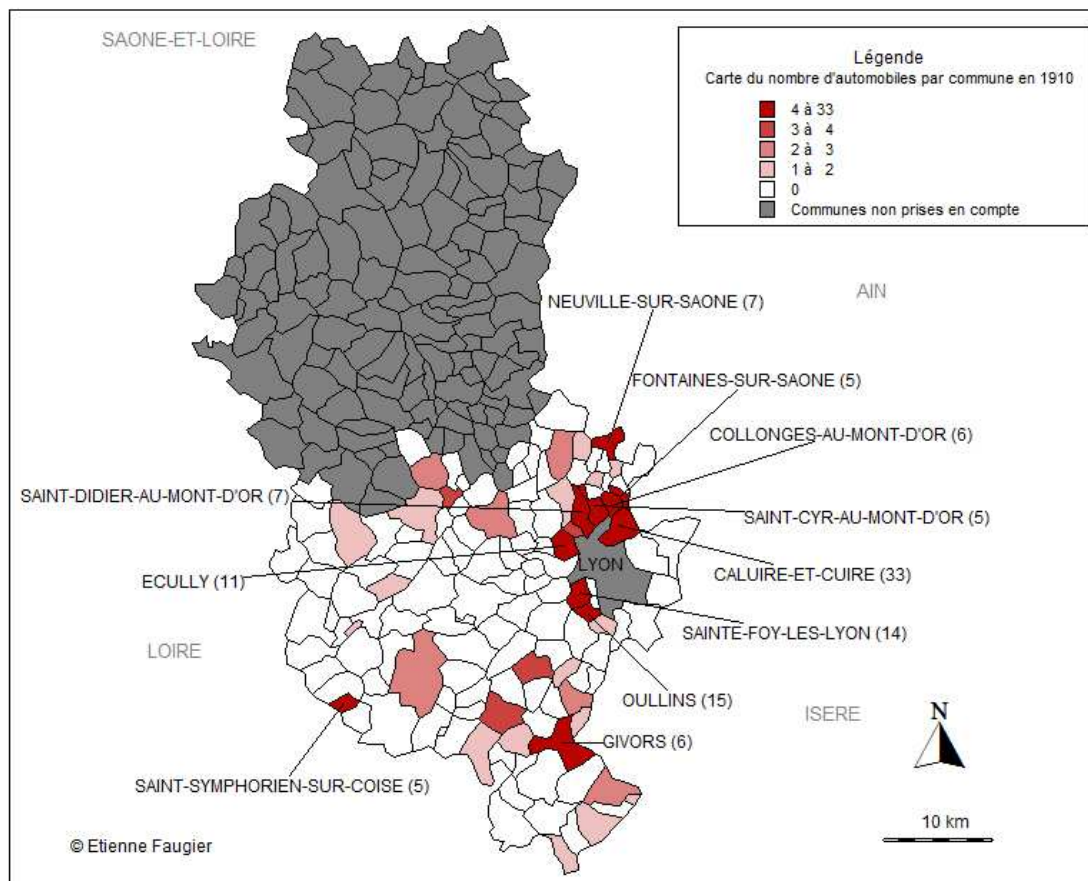 SAONE-ET-LOIRE
Légende
Carte du nombre d'automobiles par commune en 1910
4 à 33
3 à 4
2 à 3
1 à 2
0
Communes non prises en compte
AIN
NEUVILLE-SUR-SAONE (7)
FONTAINES-SUR-SAONE (5)
COLLONGES-AU-MONT-D'OR (6)
SAINT-DIDIER-AU-MONT-D'OR (7)
SAINT-CYR-AU-MONT-D'OR (5)
LYON
ECULLY (11)
CALUIRE-ET-CUIRE (33)
SAINTE-FOY-LES-LYON (14)
LOIRE
OULLINS (15)
ISERE
N
GIVORS (6)
SAINT-SYMPHORIEN-SUR-COISE (5)
10 km
© Etienne Faugier